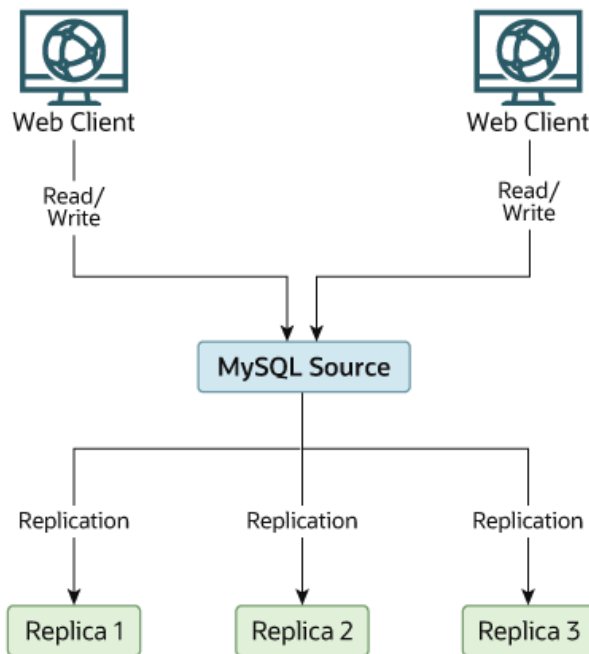 Web Client
Web Client
Read/
Write
Read/
Write
MySQL Source
Replication
Replication
Replication
Replica 1
Replica 2
Replica 3